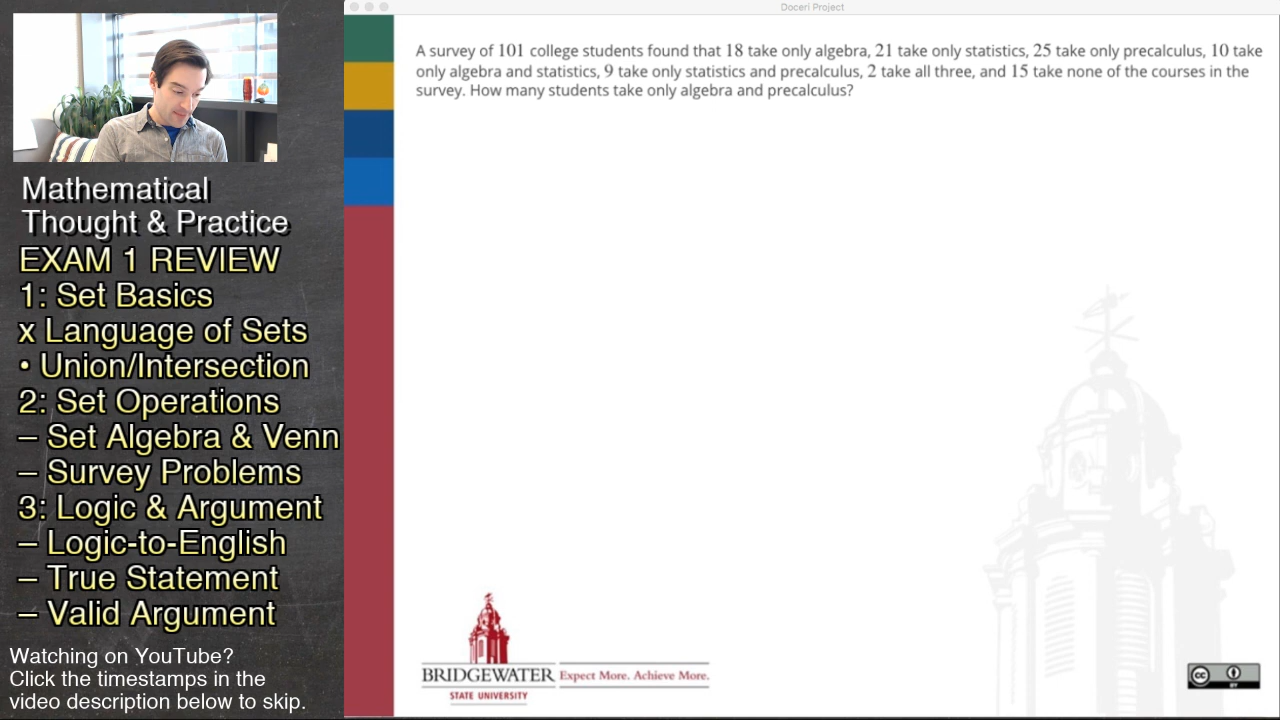 Doceri Project
A survey of 101 college students found that 18 take only algebra, 21 take only statistics, 25 take only precalculus, 10 take
only algebra and statistics, 9 take only statistics and precalculus, 2 take all three, and 15 take none of the courses in the
survey. How many students take only algebra and precalculus?
Mathematical
Thought & Practice
EXAM 1 REVIEW
1: Set Basics
x Language of Sets
• Union/Intersection
2: Set Operations
– Set Algebra & Venn
– Survey Problems
3: Logic & Argument
– Logic-to-English
– True Statement
– Valid Argument
Watching on YouTube?
Click the timestamps in the
video description below to skip.
BRIDGEWATER
STATE UNIVERSITY
Expect More. Achieve More.
cc
BY